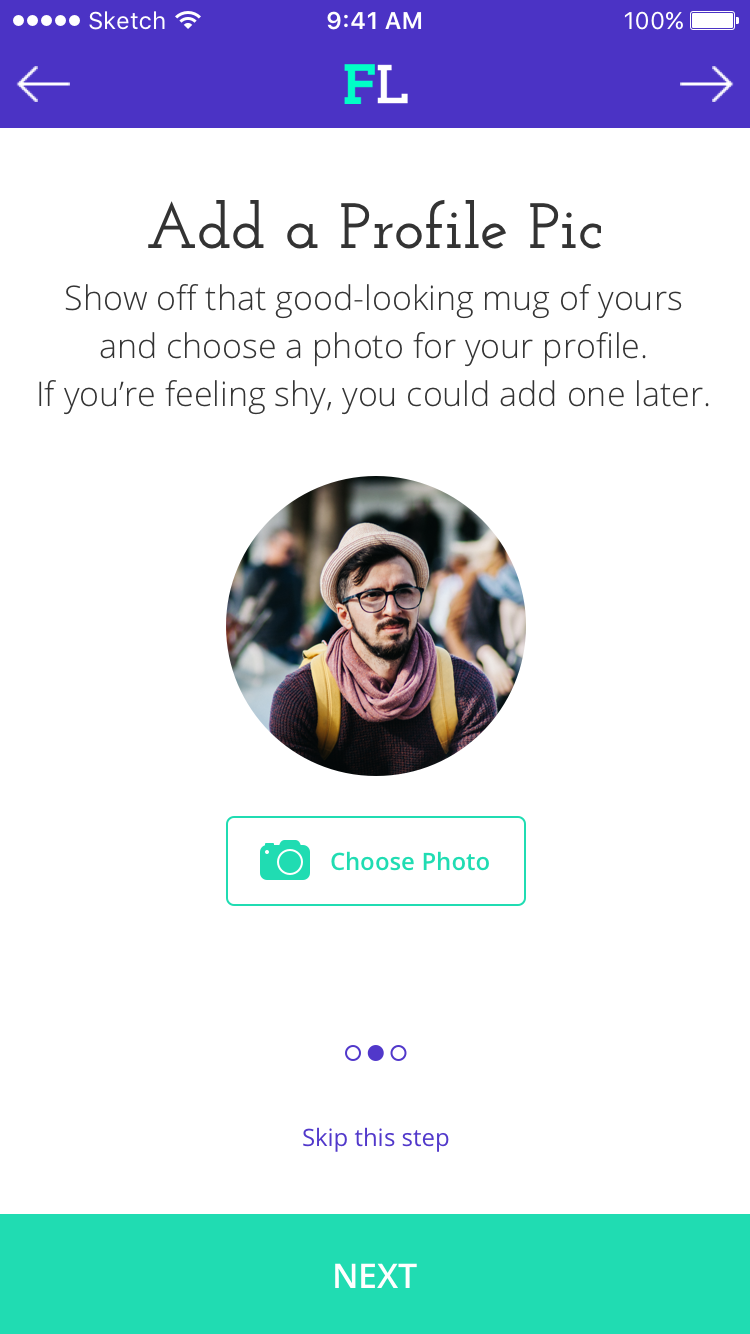 Sketch 9:41 AM 100%
FL
Add a Profile Pic
Show off that good-looking mug of yours
and choose a photo for your profile.
If you’re feeling shy, you could add one later.
Choose Photo
Skip this step
NEXT